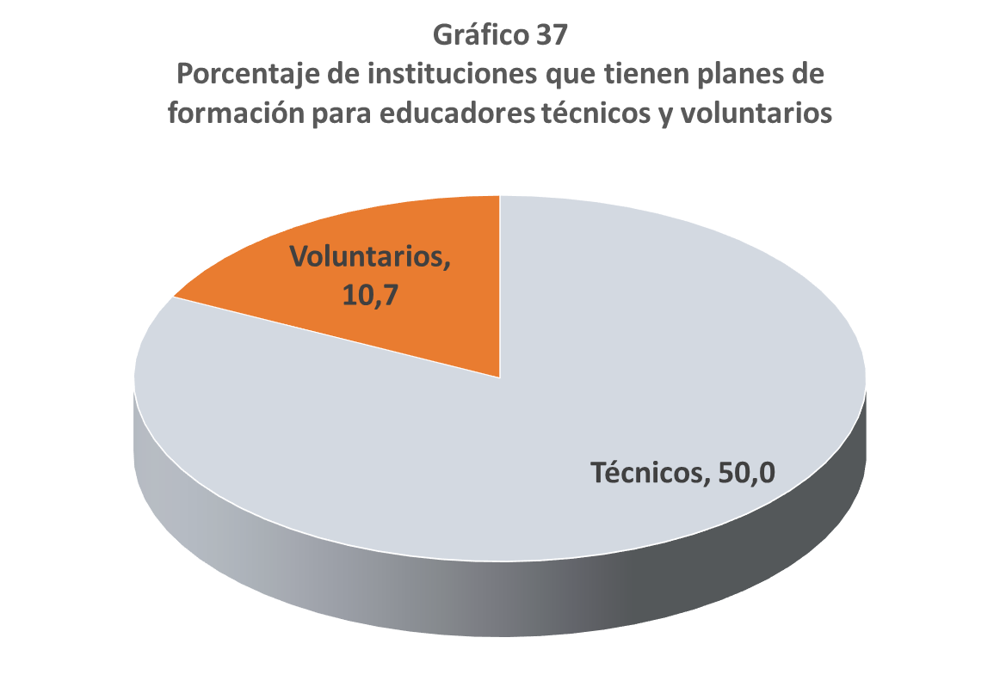 Gráfico 37
Porcentaje de instituciones que tienen planes de
formación para educadores técnicos y voluntarios
Voluntarios,
10,7
Técnicos, 50,0